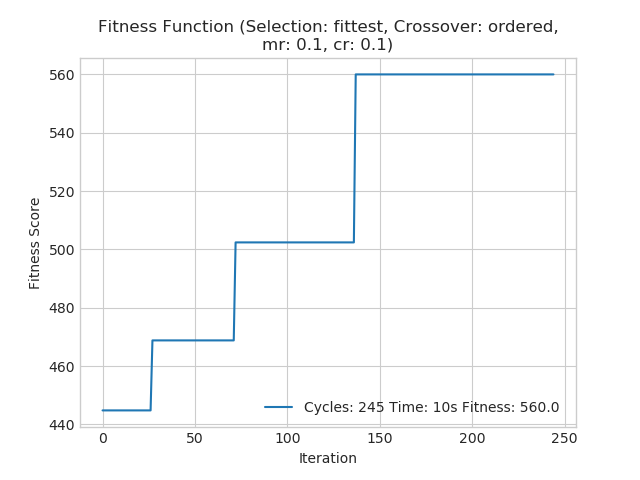 Fitness Function (Selection: fittest, Crossover: ordered,
mr: 0.1, cr: 0.1)
560
540
520
500
480
460
440
Fitness Score
Cycles: 245 Time: 10s Fitness: 560.0
0 50 100 150 200 250
Iteration